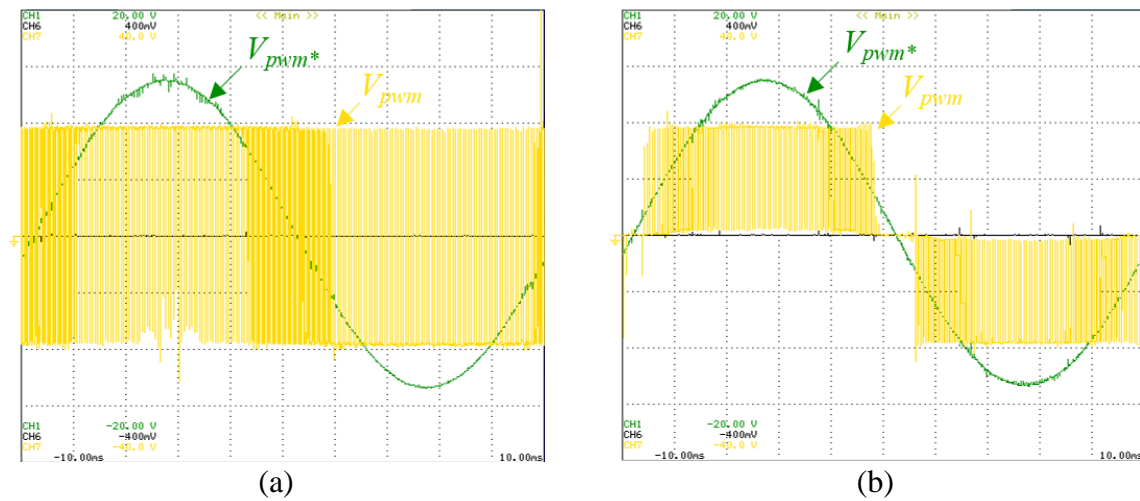 CH1 20.00 V << Main >>
CH6 400mV
CH7 40.0 V
Vpwm*
Vpwm
CH1 -20.00 V
CH6 -400mV
CH7 -40.0 V
-10.00ms 10.00ms
(a)
CH1 20.00 V << Main >>
CH6 400mV
CH7 40.0 V
Vpwm*
Vpwm
CH1 -20.00 V
CH6 -400mV
CH7 -40.0 V
-10.00ms 10.00ms
(b)